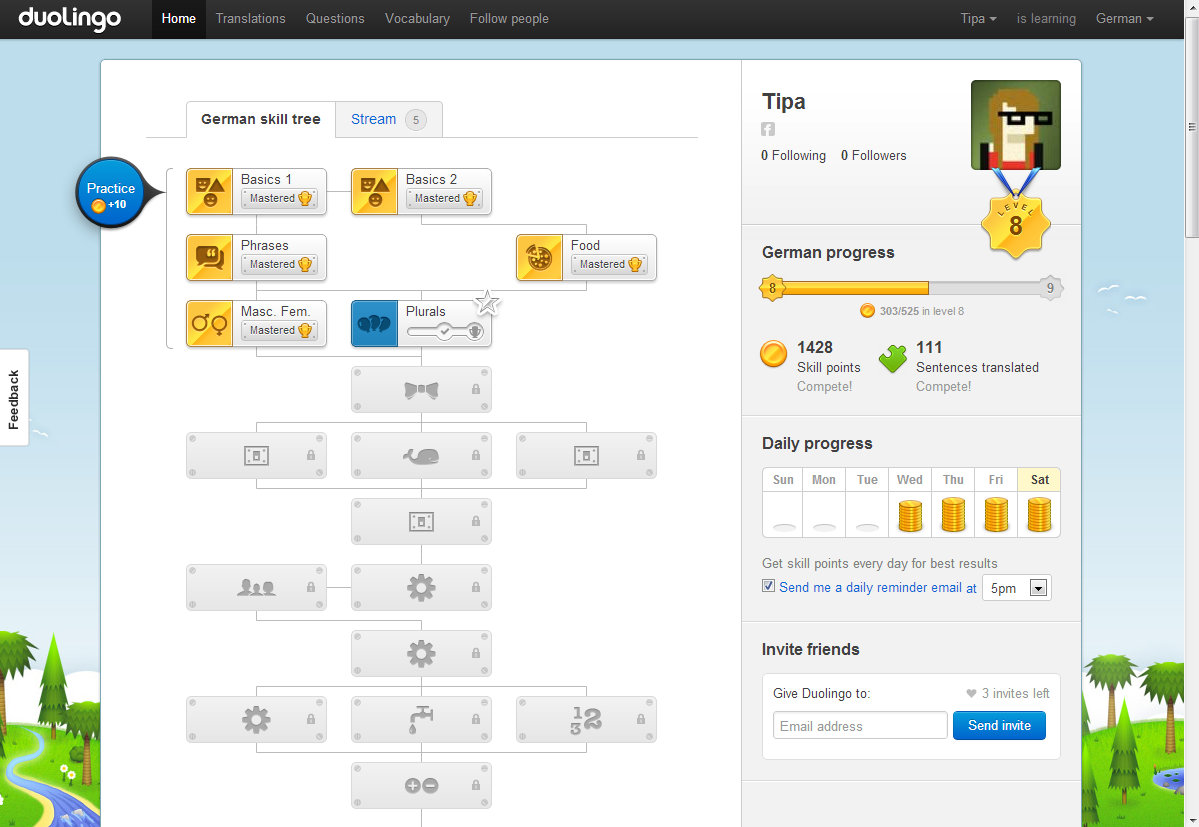 duolingo
Home Translations Questions Vocabulary Follow people
Tipa is learning German
German skill tree
Stream 5
Practice
+10
Basics 1
Mastered
Basics 2
Mastered
Phrases
Mastered
Food
Mastered
Masc. Fem.
Mastered
Plurals
1 2
3
Feedback
Tipa
0 Following 0 Followers
LEVEL
8
German progress
8 9
303/525 in level 8
1428
Skill points
Compete!
111
Sentences translated
Compete!
Daily progress
Sun Mon Tue Wed Thu Fri Sat
Get skill points every day for best results
Send me a daily reminder email at 5pm
Invite friends
Give Duolingo to: 3 invites left
Email address Send invite